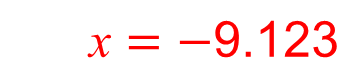 x = −9.123